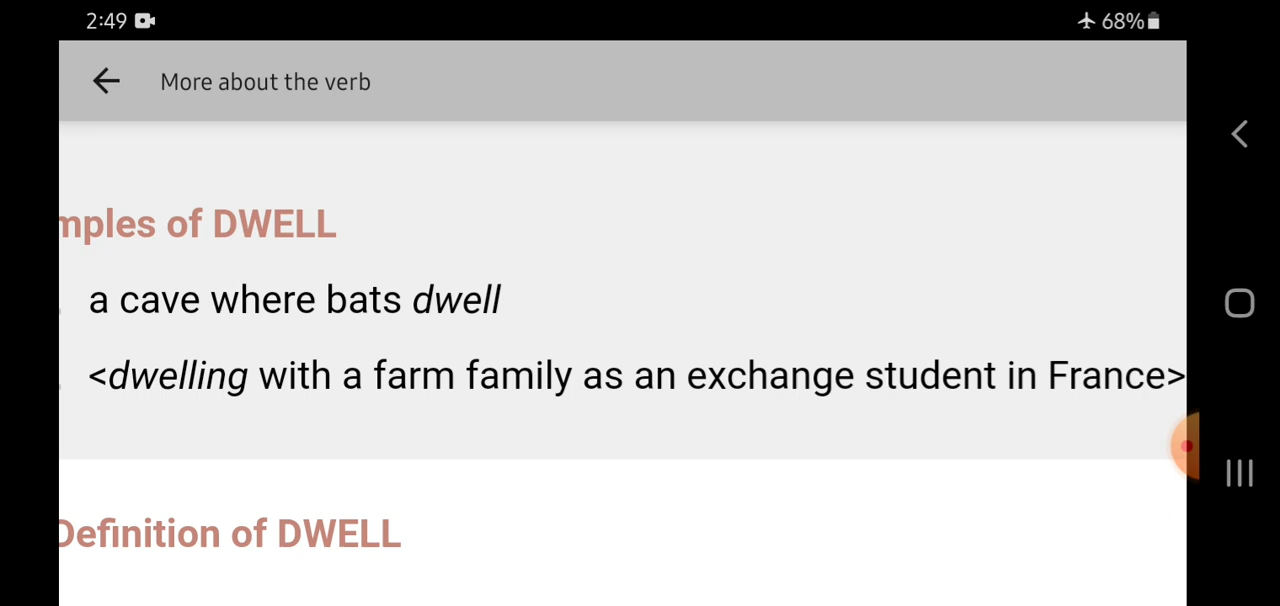 2:49 68%
More about the verb
mples of DWELL
a cave where bats dwell
<dwelling with a farm family as an exchange student in France>
Definition of DWELL